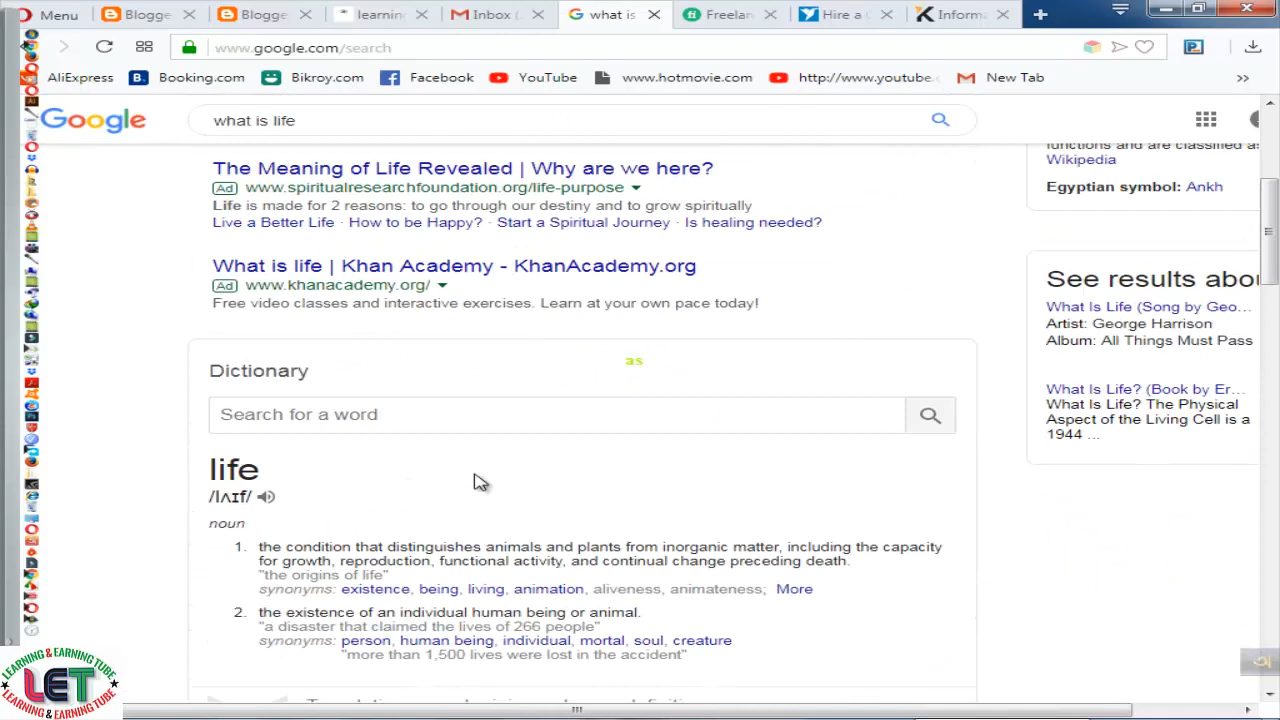 Menu
Blogge
Blogge
learnin
Inbox (
what is
Freelan
Hire a
Inform
www.google.com/search
AliExpress
B.
Booking.com
Bikroy.com
Facebook
YouTube
www.hotmovie.com
http://www.youtube.
New Tab
»
Google
what is life
The Meaning of Life Revealed | Why are we here?
Ad www.spiritualresearchfoundation.org/life-purpose
Life is made for 2 reasons: to go through our destiny and to grow spiritually
Live a Better Life · How to be Happy? · Start a Spiritual Journey · Is healing needed?
What is life | Khan Academy - KhanAcademy.org
Ad www.khanacademy.org/
Free video classes and interactive exercises. Learn at your own pace today!
Dictionary
as
Search for a word
life
/lʌɪf/
noun
1. the condition that distinguishes animals and plants from inorganic matter, including the capacity
for growth, reproduction, functional activity, and continual change preceding death.
"the origins of life"
synonyms: existence, being, living, animation, aliveness, animateness; More
2. the existence of an individual human being or animal.
"a disaster that claimed the lives of 266 people"
synonyms: person, human being, individual, mortal, soul, creature
"more than 1,500 lives were lost in the accident"
functions and are classified as
Wikipedia
Egyptian symbol: Ankh
See results abou
What Is Life (Song by Geo...
Artist: George Harrison
Album: All Things Must Pass
What Is Life? (Book by Er...
What Is Life? The Physical
Aspect of the Living Cell is a
1944 ...
LEARNING & EARNING TUBE
LET
LEARNING & EARNING TUBE